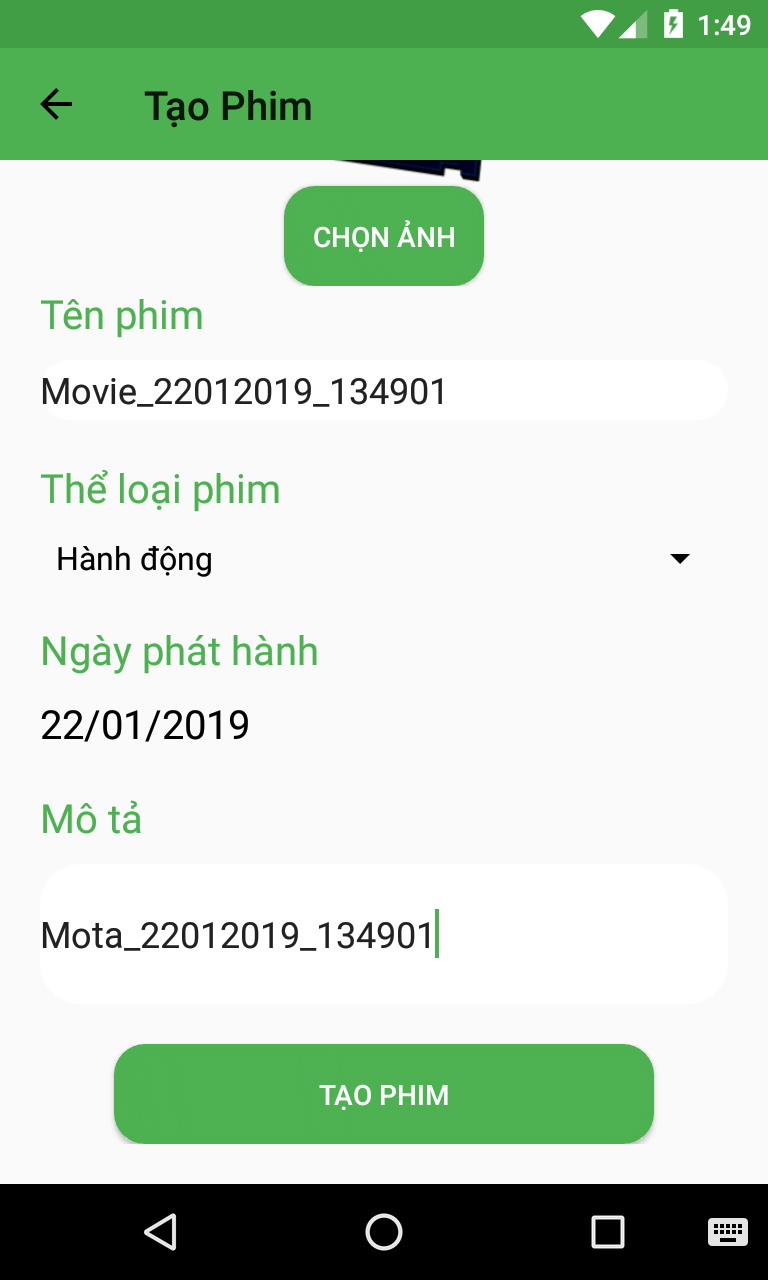 1:49
Tạo Phim
CHỌN ẢNH
Tên phim
Movie_22012019_134901
Thể loại phim
Hành động
Ngày phát hành
22/01/2019
Mô tả
Mota_22012019_134901
TẠO PHIM